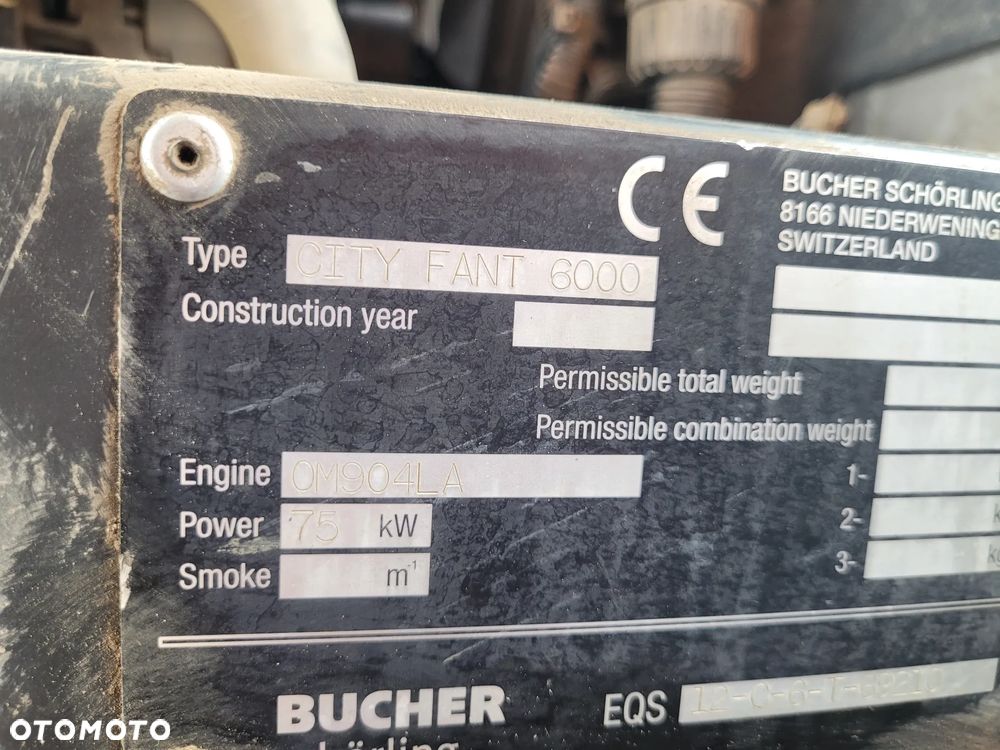 CE
BUCHER SCHÖRLING
8166 NIEDERWENING
SWITZERLAND
Type CITY FANT 6000
Construction year
Permissible total weight
Permissible combination weight
Engine OM904LA
1-
Power 75 kW
2-
Smoke m⁻¹
3-
BUCHER
EQS
OTOMOTO